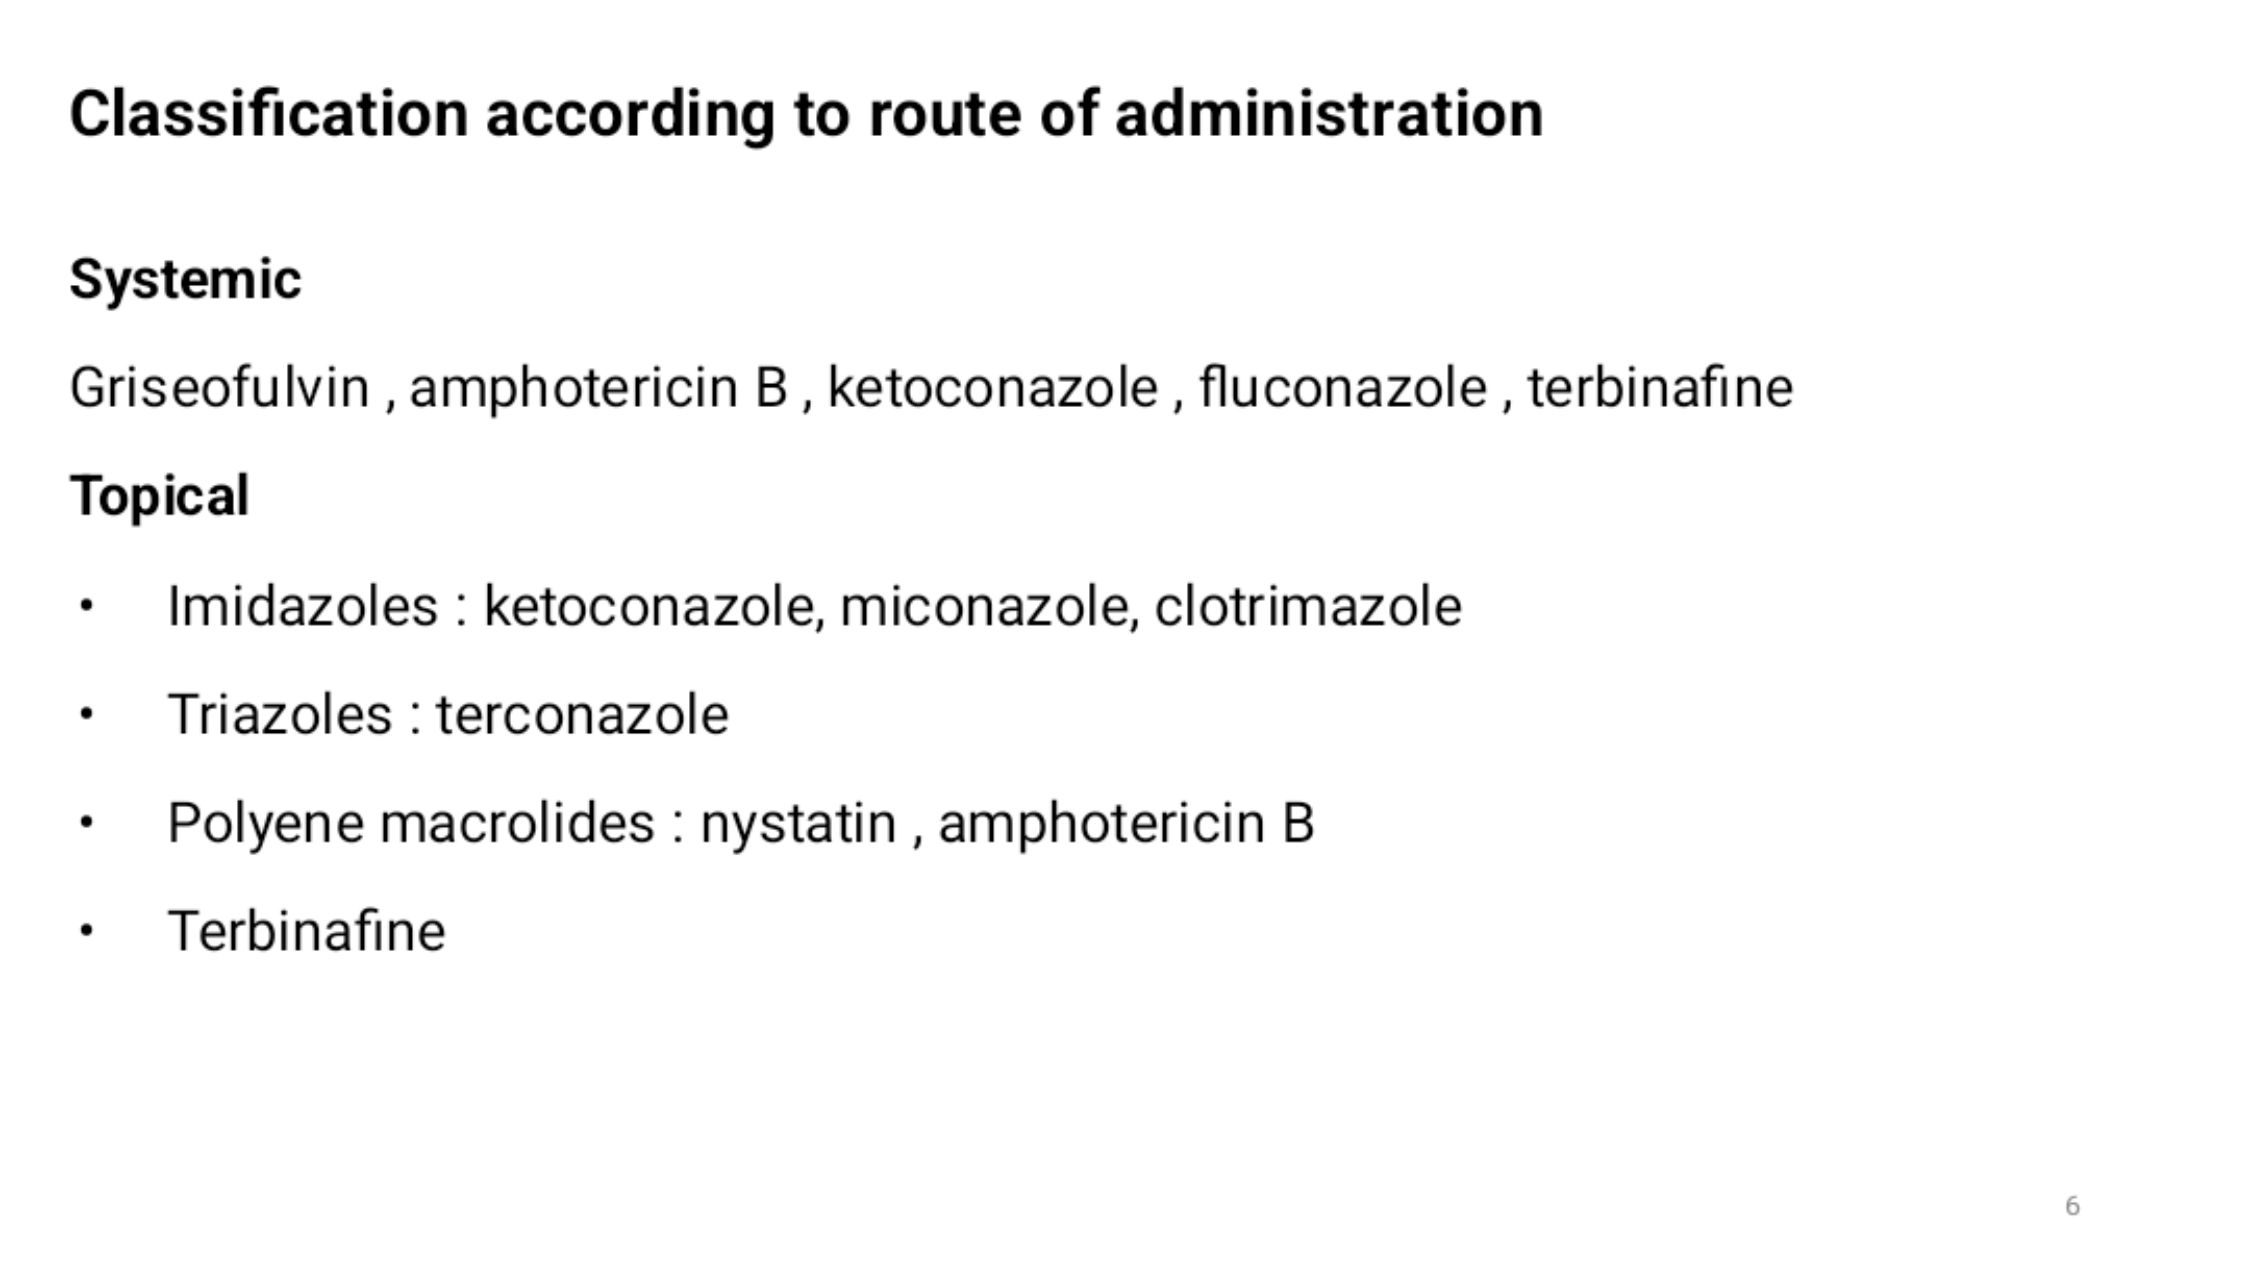 Classification according to route of administration
Systemic
Griseofulvin , amphotericin B , ketoconazole , fluconazole , terbinafine
Topical
• Imidazoles : ketoconazole, miconazole, clotrimazole
• Triazoles : terconazole
• Polyene macrolides : nystatin , amphotericin B
• Terbinafine
6